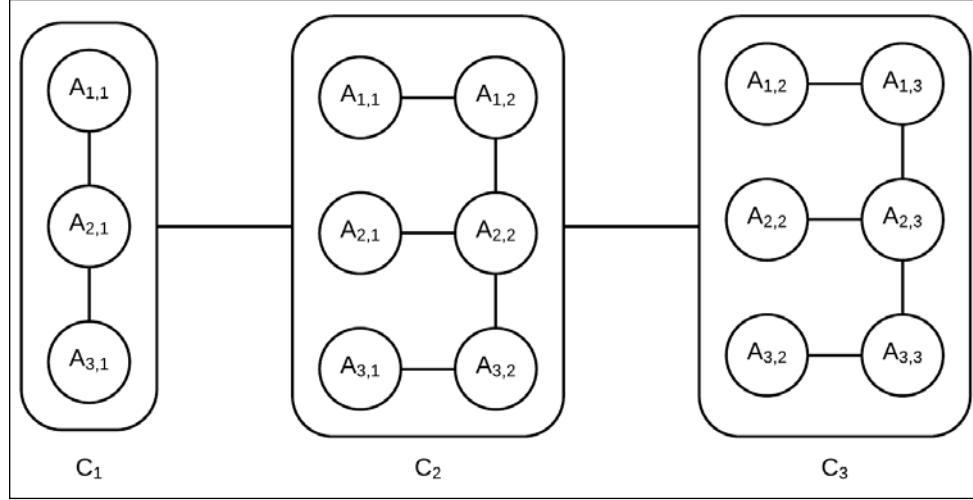 A1,1
A2,1
A3,1
C1
A1,1 A1,2
A2,1 A2,2
A3,1 A3,2
C2
A1,2 A1,3
A2,2 A2,3
A3,2 A3,3
C3